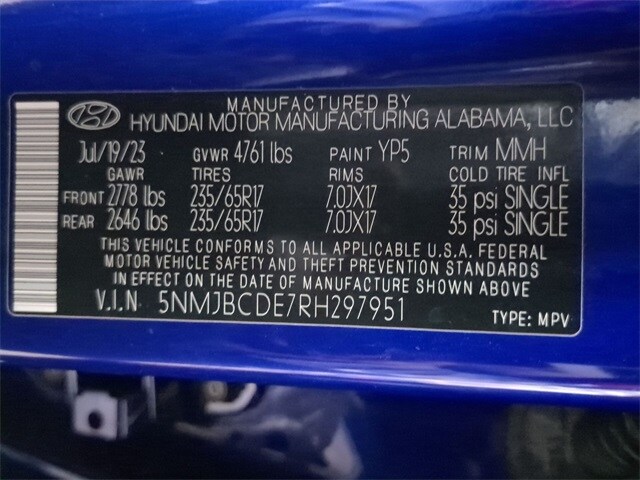 MANUFACTURED BY
HYUNDAI MOTOR MANUFACTURING ALABAMA, LLC
Jul/19/23 GVWR 4761 lbs PAINT YP5 TRIM MMH
GAWR TIRES RIMS COLD TIRE INFL
FRONT 2778 lbs 235/65R17 7.0JX17 35 psi SINGLE
REAR 2646 lbs 235/65R17 7.0JX17 35 psi SINGLE
THIS VEHICLE CONFORMS TO ALL APPLICABLE U.S.A. FEDERAL
MOTOR VEHICLE SAFETY AND THEFT PREVENTION STANDARDS
IN EFFECT ON THE DATE OF MANUFACTURE SHOWN ABOVE
V.I.N 5NMJBCDE7RH297951
TYPE: MPV